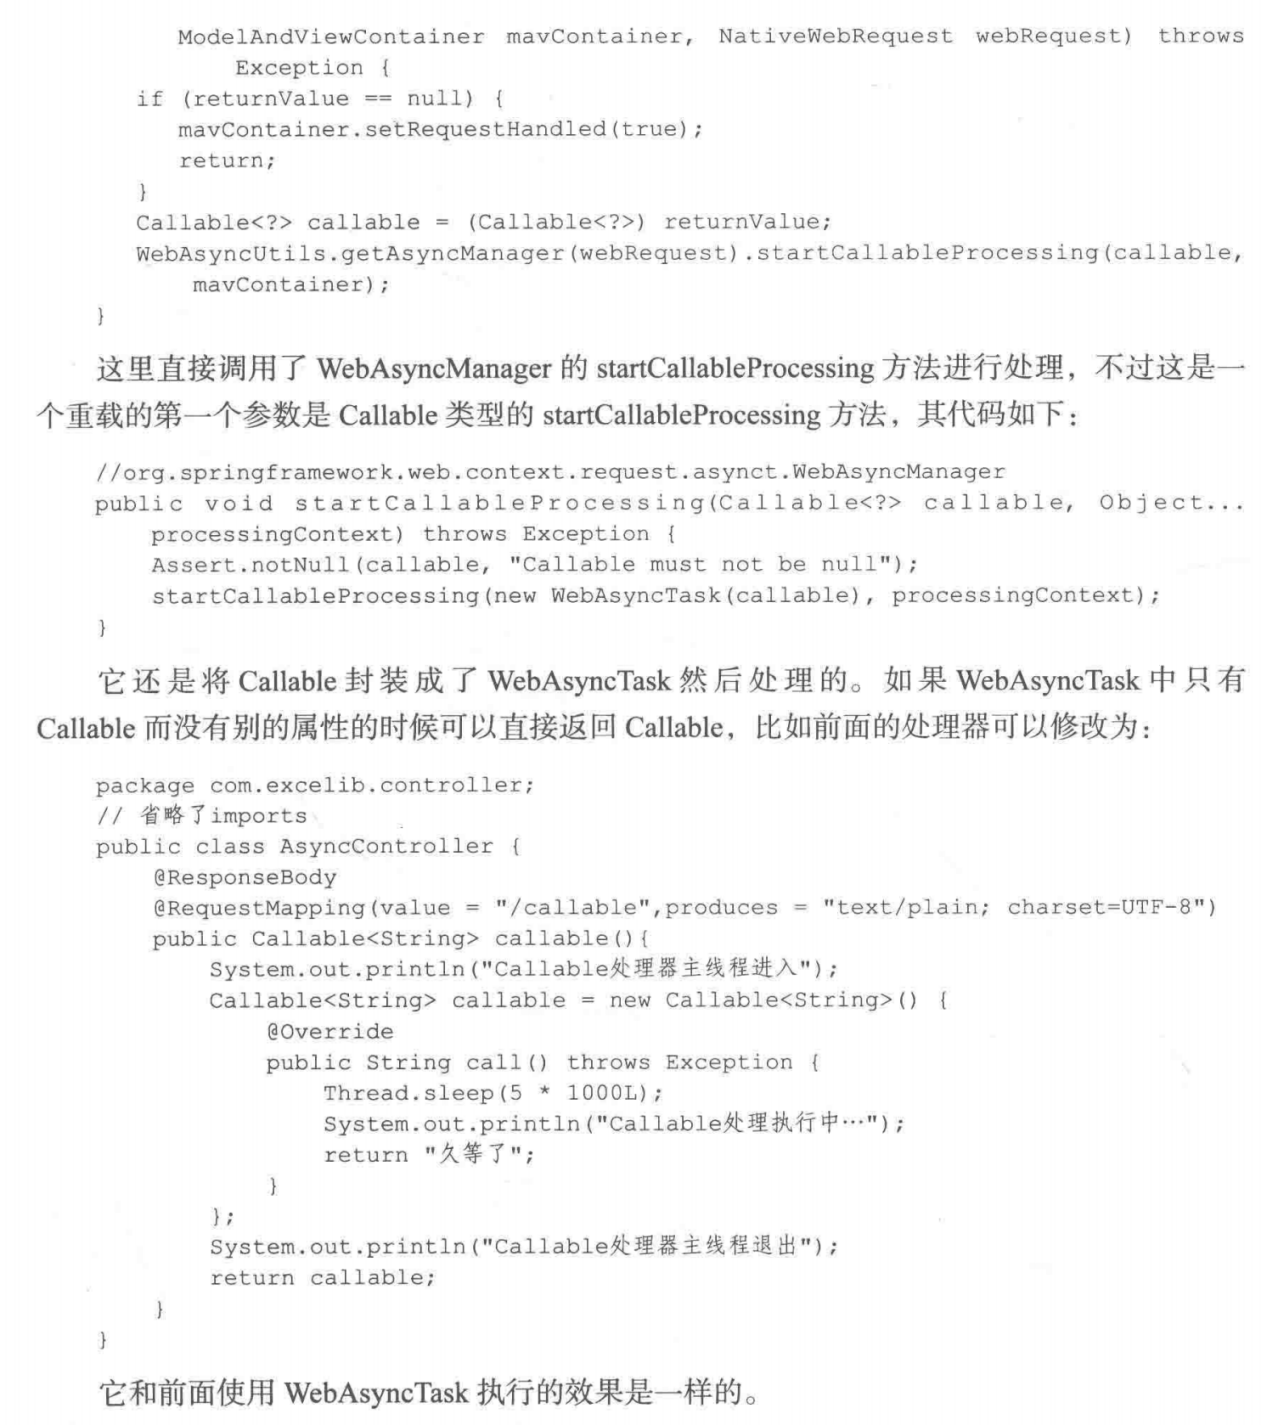 ModelAndViewContainer mavContainer, NativeWebRequest webRequest) throws
Exception {
if (returnValue == null) {
mavContainer.setRequestHandled(true);
return;
}
Callable<?> callable = (Callable<?>) returnValue;
WebAsyncUtils.getAsyncManager(webRequest).startCallableProcessing(callable,
mavContainer);
}
这里直接调用了 WebAsyncManager 的 startCallableProcessing 方法进行处理，不过这是一
个重载的第一个参数是 Callable 类型的 startCallableProcessing 方法，其代码如下：
//org.springframework.web.context.request.asynct.WebAsyncManager
public void startCallableProcessing(Callable<?> callable, Object...
processingContext) throws Exception {
Assert.notNull(callable, "Callable must not be null");
startCallableProcessing(new WebAsyncTask(callable), processingContext);
}
它还是将 Callable 封装成了 WebAsyncTask 然后处理的。如果 WebAsyncTask 中只有
Callable 而没有别的属性的时候可以直接返回 Callable，比如前面的处理器可以修改为：
package com.excelib.controller;
// 省略了imports
public class AsyncController {
@ResponseBody
@RequestMapping(value = "/callable",produces = "text/plain; charset=UTF-8")
public Callable<String> callable(){
System.out.println("Callable处理器主线程进入");
Callable<String> callable = new Callable<String>() {
@Override
public String call() throws Exception {
Thread.sleep(5 * 1000L);
System.out.println("Callable处理执行中…");
return "久等了";
}
};
System.out.println("Callable处理器主线程退出");
return callable;
}
}
它和前面使用 WebAsyncTask 执行的效果是一样的。